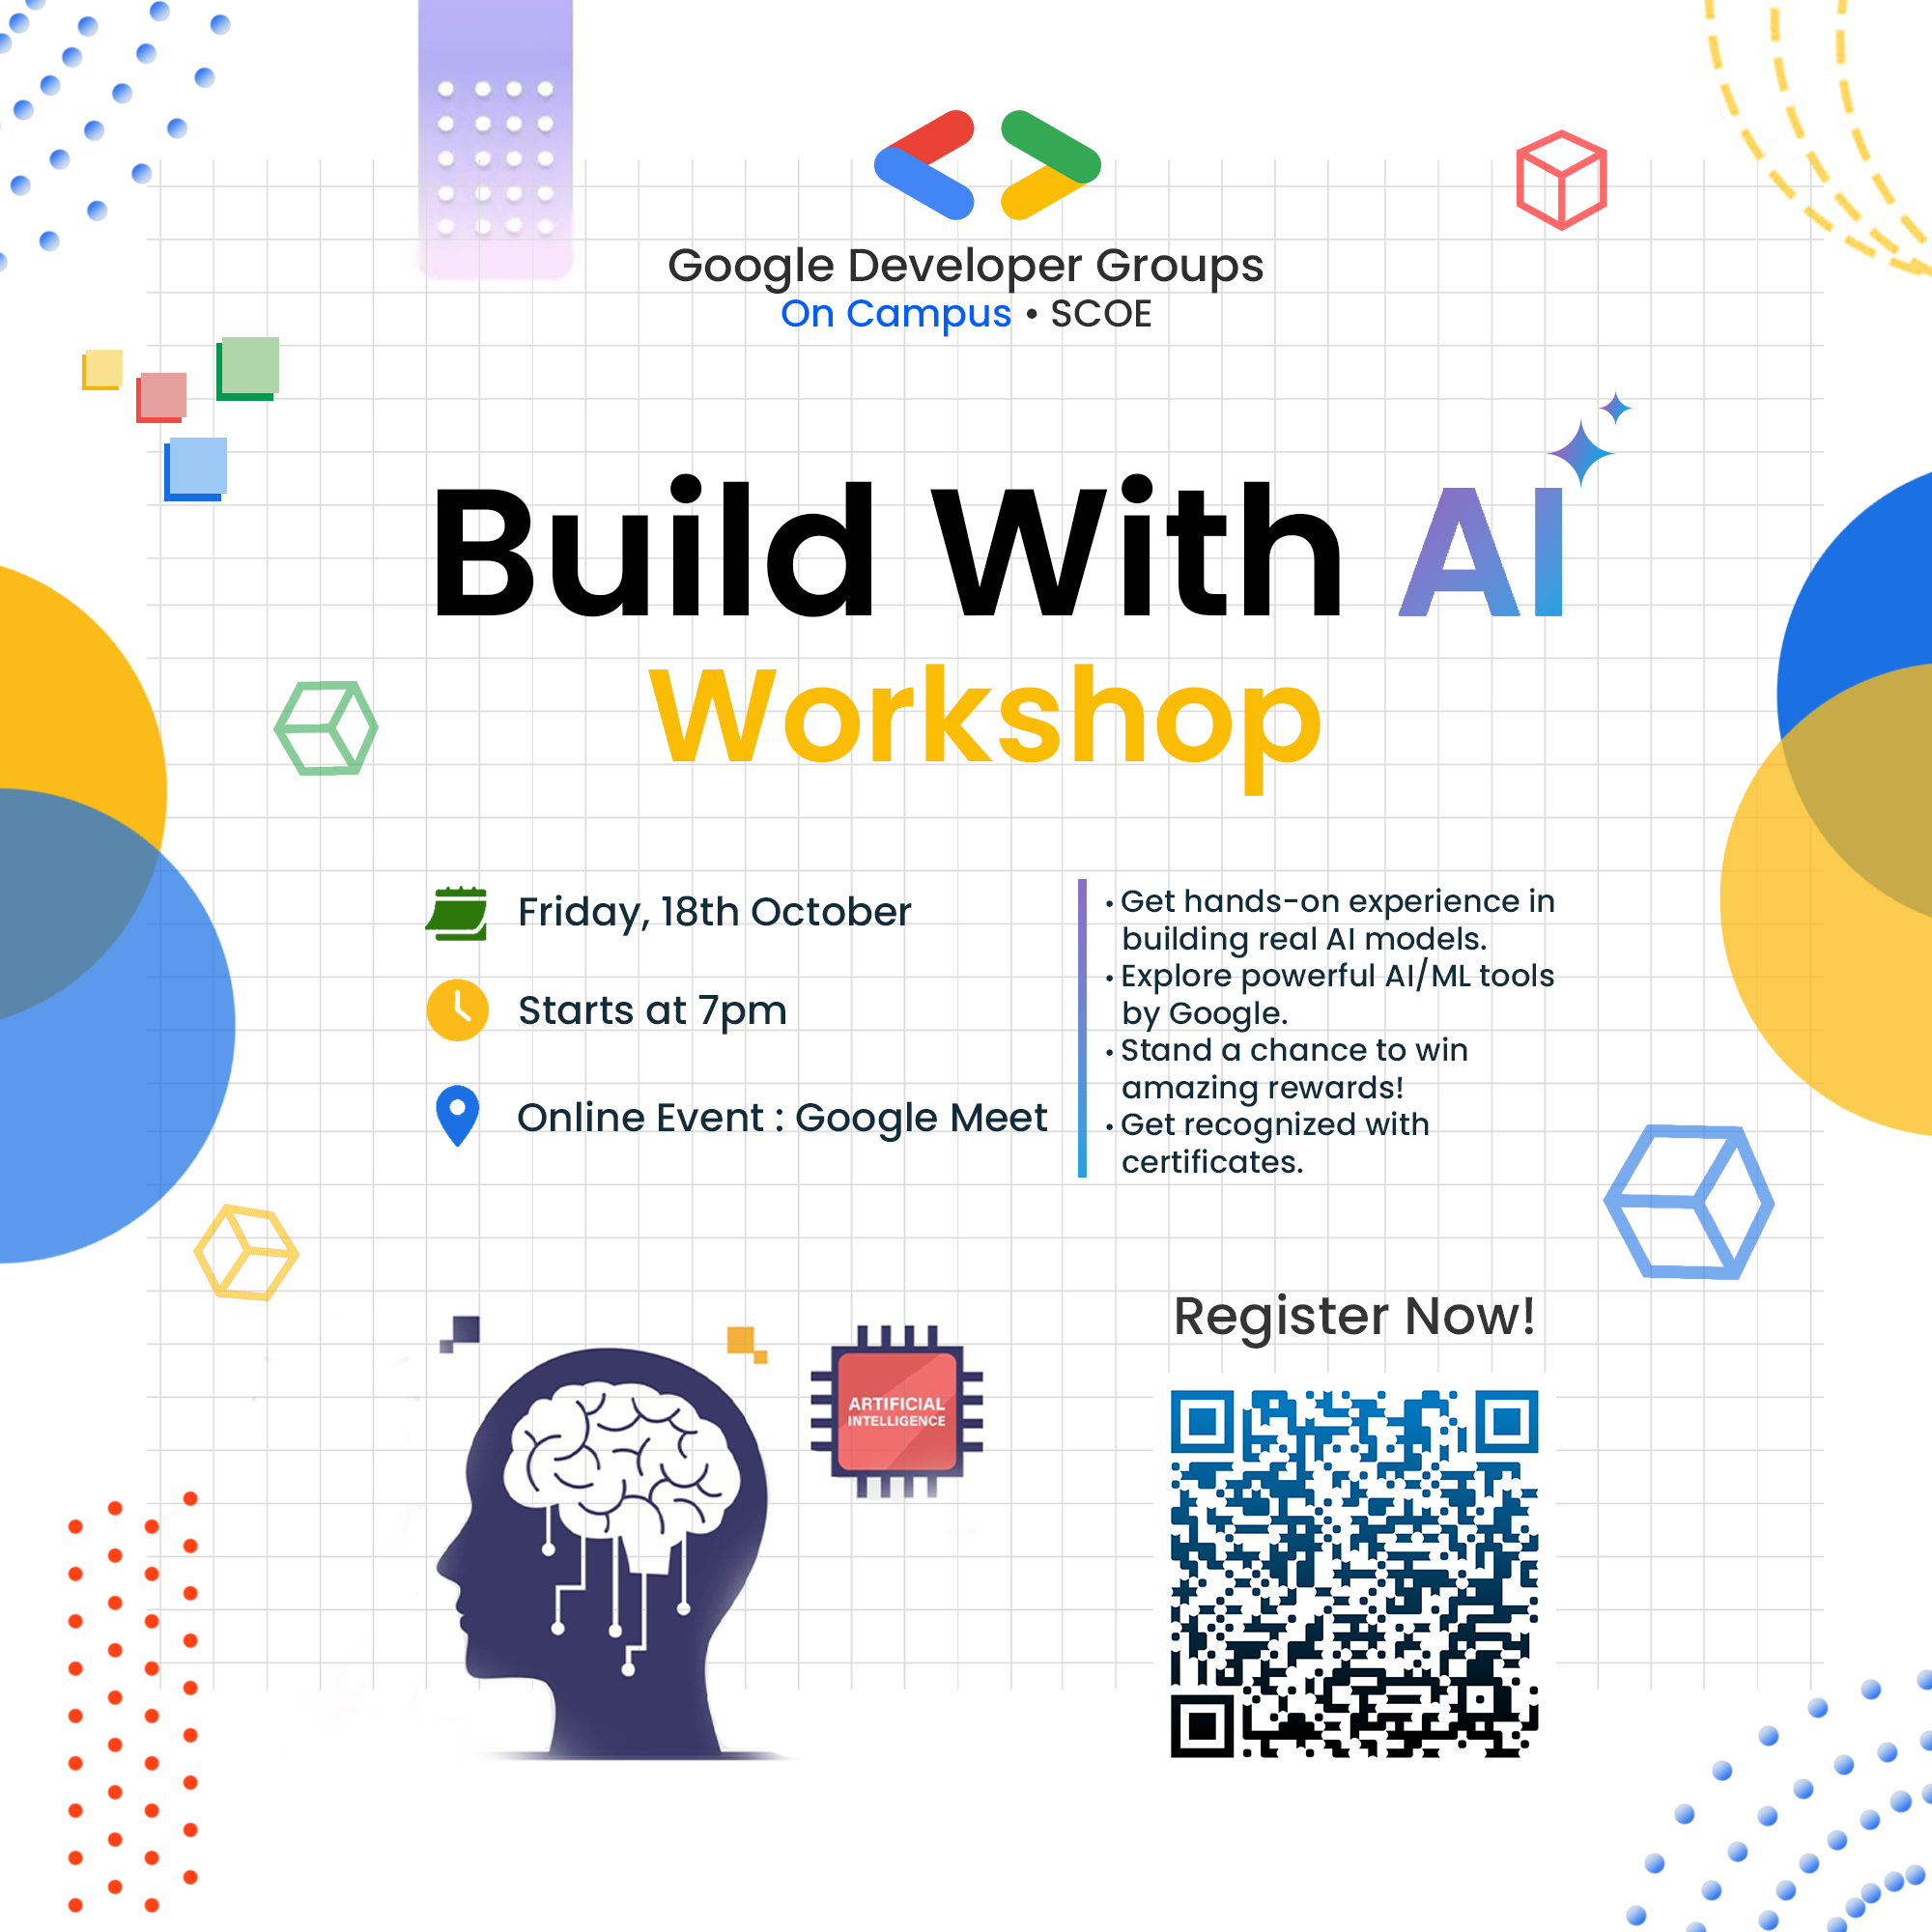 Google Developer Groups
On Campus • SCOE
Build With AI
Workshop
Friday, 18th October
Starts at 7pm
Online Event : Google Meet
• Get hands-on experience in
building real AI models.
• Explore powerful AI/ML tools
by Google.
• Stand a chance to win
amazing rewards!
• Get recognized with
certificates.
ARTIFICIAL
INTELLIGENCE
Register Now!